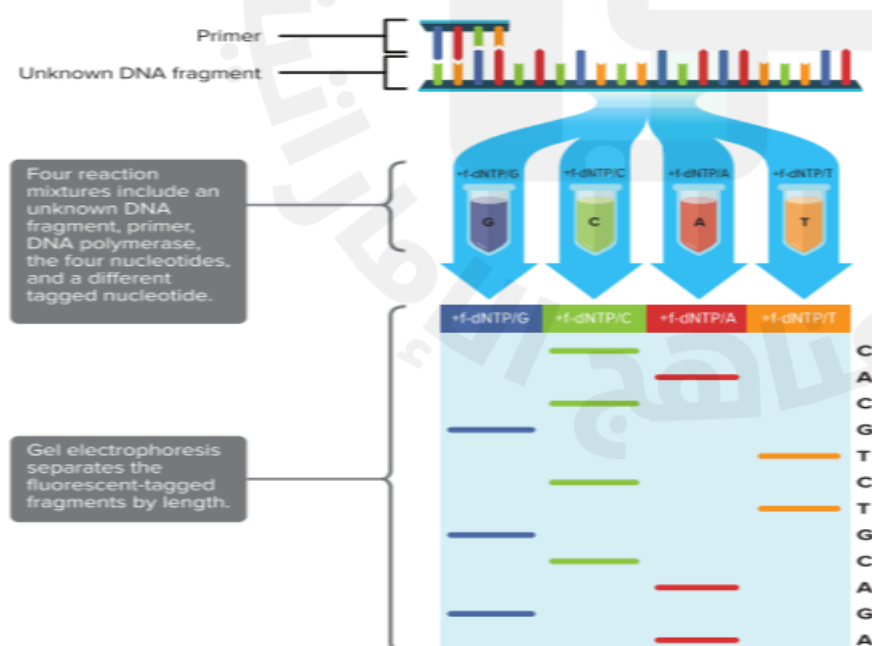 Primer
Unknown DNA fragment
Four reaction
mixtures include an
unknown DNA
fragment, primer,
DNA polymerase,
the four nucleotides,
and a different
tagged nucleotide.
+f-dNTP/G +f-dNTP/C +f-dNTP/A +f-dNTP/T
G C A T
+f-dNTP/G +f-dNTP/C +f-dNTP/A +f-dNTP/T
C
A
C
G
T
C
T
G
C
A
G
A
Gel electrophoresis
separates the
fluorescent-tagged
fragments by length.